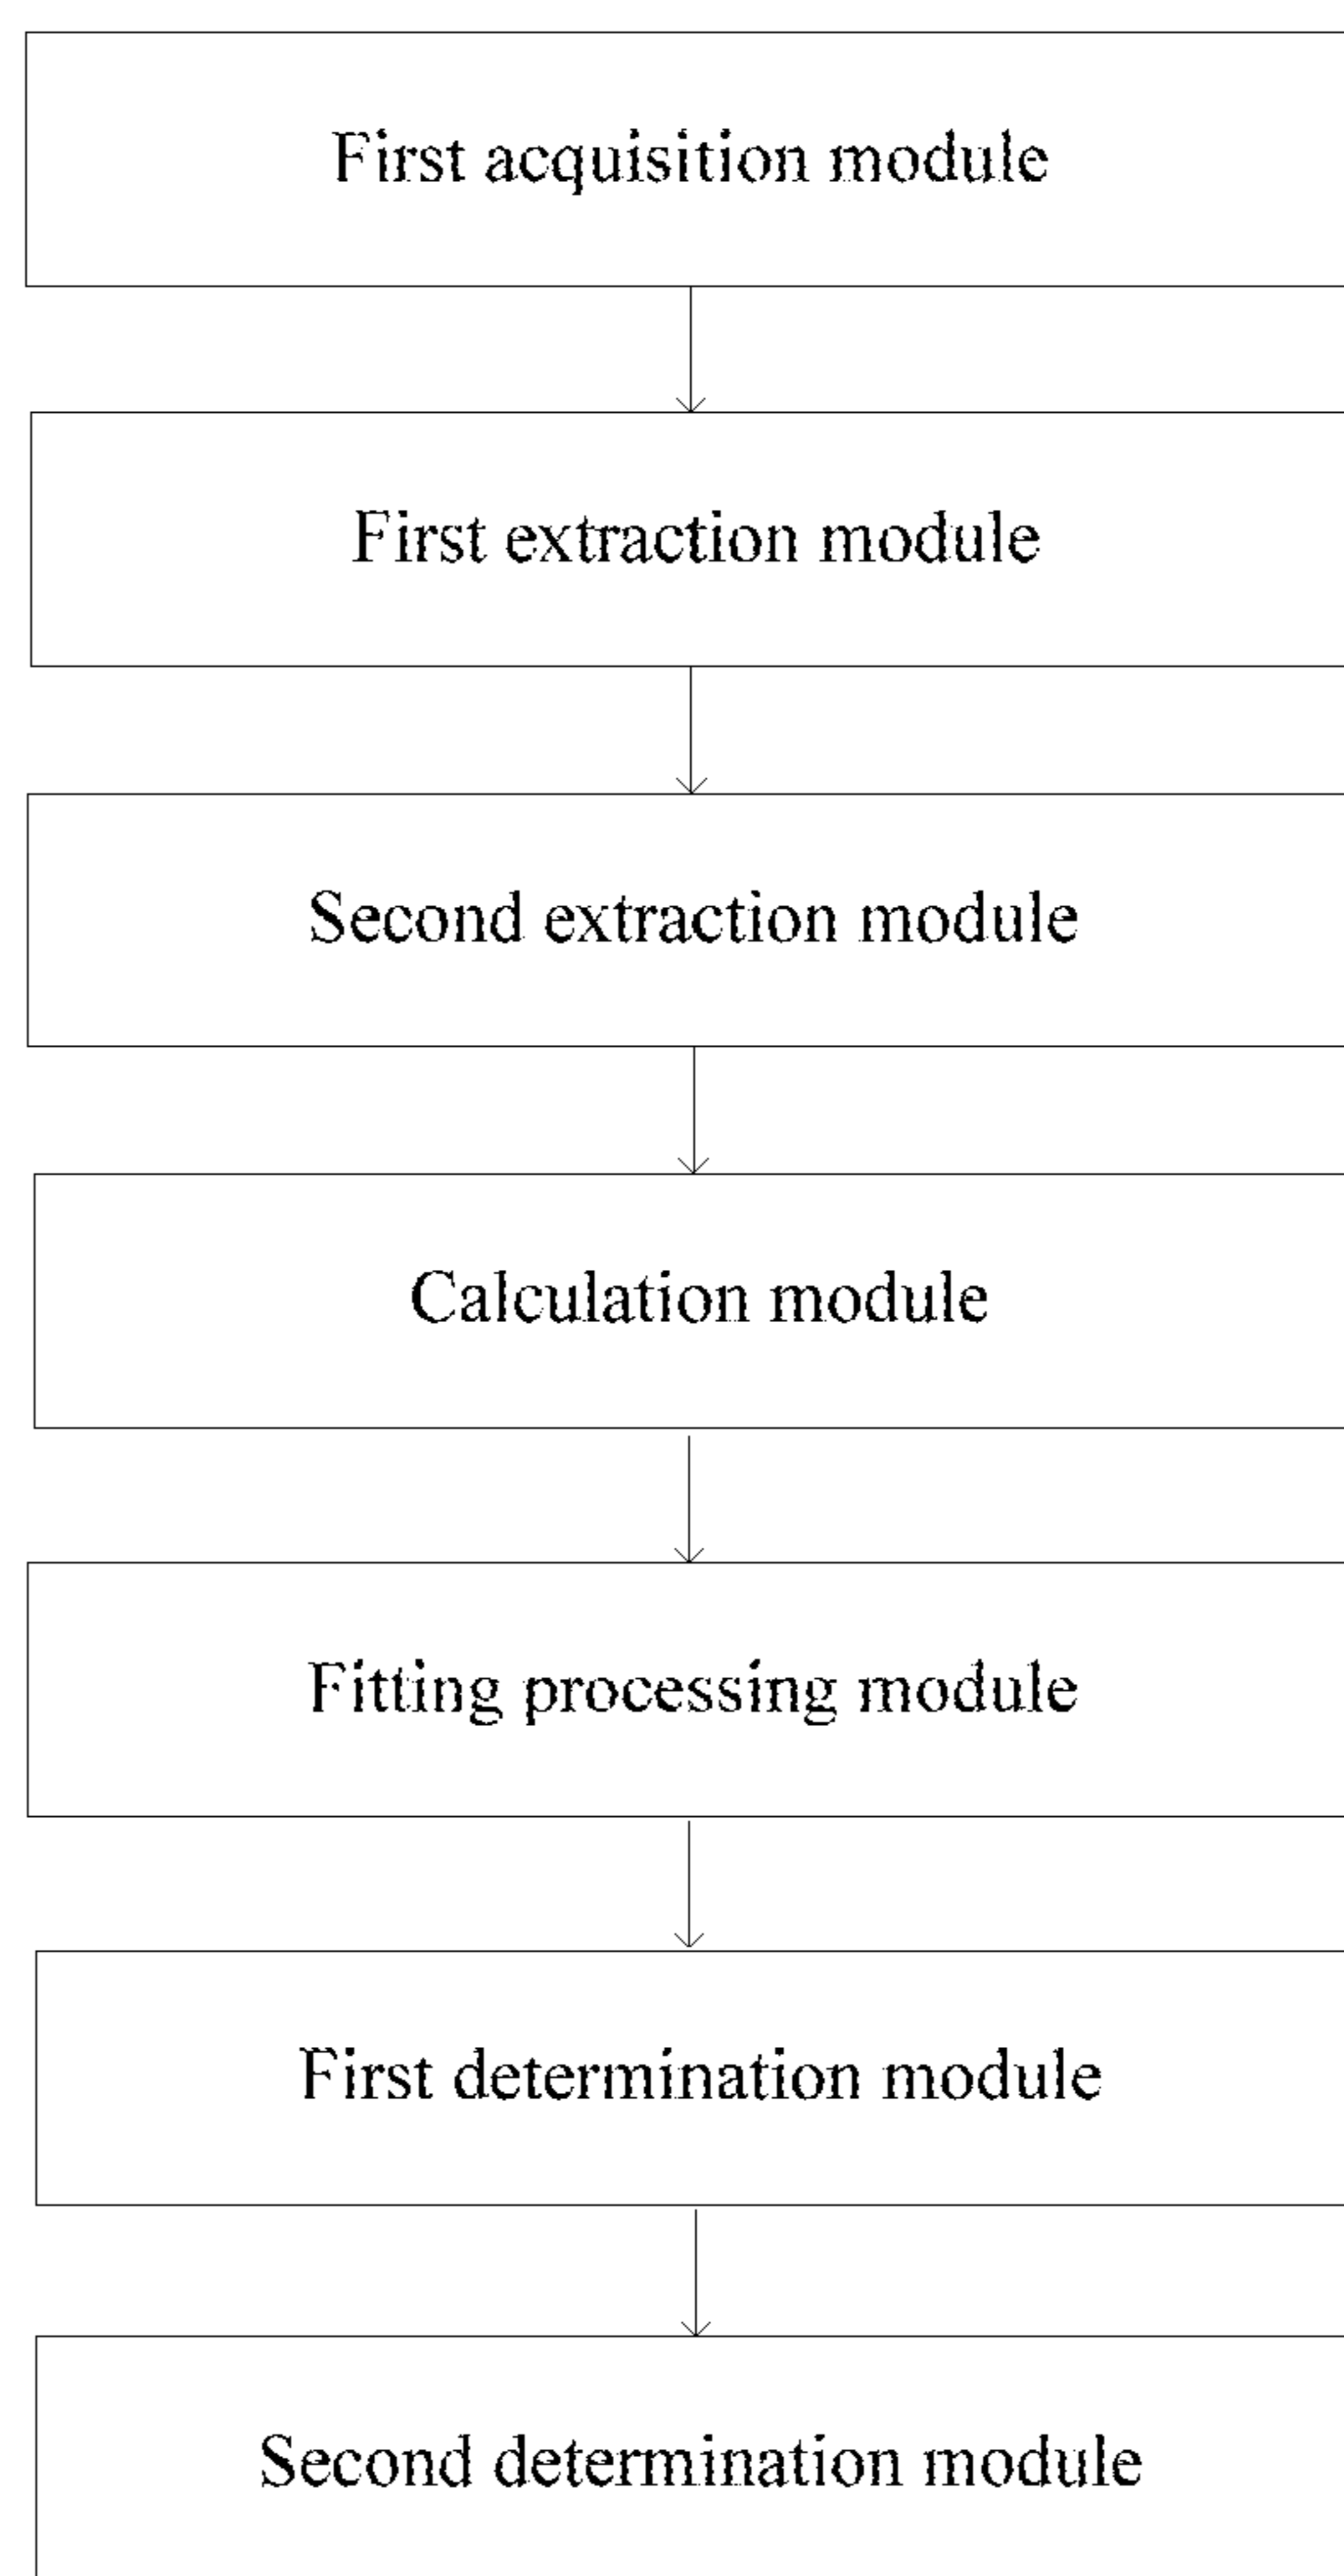 First acquisition module
First extraction module
Second extraction module
Calculation module
Fitting processing module
First determination module
Second determination module